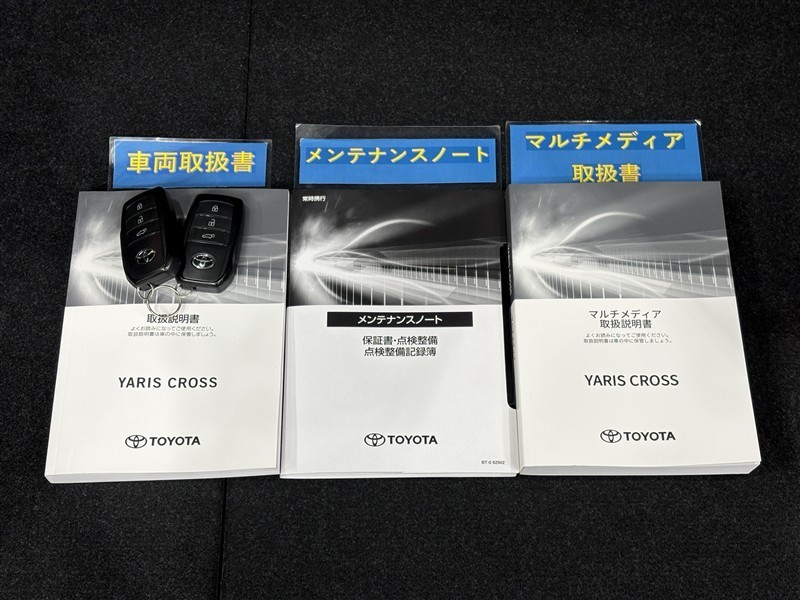 車両取扱書
取扱説明書
よくお読みになってご使用ください。
取扱説明書は車の中に保管しましょう。
YARIS CROSS
TOYOTA
メンテナンスノート
常時携行
メンテナンスノート
保証書・点検整備
点検整備記録簿
TOYOTA
マルチメディア
取扱書
マルチメディア
取扱説明書
よくお読みになってご使用ください。
取扱説明書は車の中に保管しましょう。
YARIS CROSS
TOYOTA